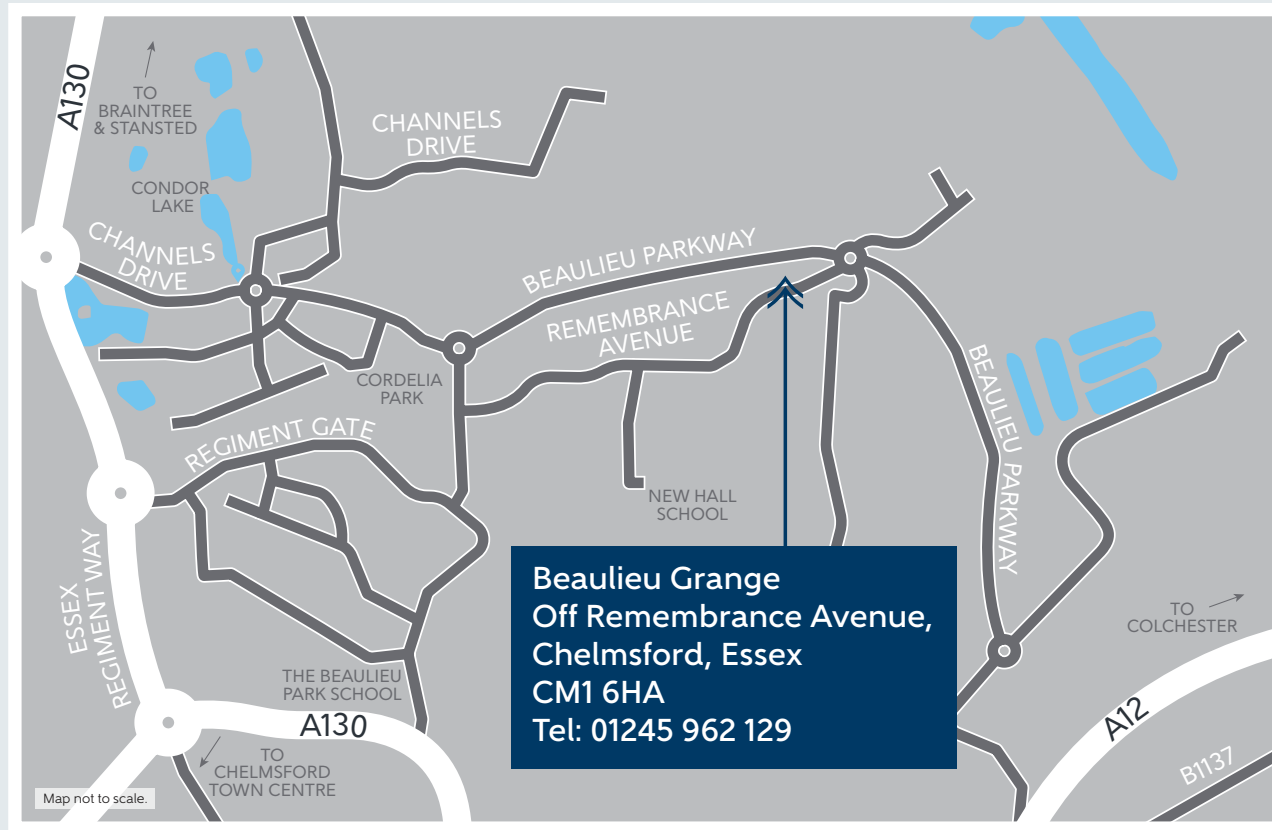 A130
TO
BRAINTREE
& STANSTED
CHANNELS
DRIVE
CONDOR
LAKE
CHANNELS
DRIVE
BEAULIEU PARKWAY
REMEMBRANCE
AVENUE
CORDELIA
PARK
BEAULIEU PARKWAY
REGIMENT GATE
NEW HALL
SCHOOL
ESSEX
REGIMENT WAY
Beaulieu Grange
Off Remembrance Avenue,
Chelmsford, Essex
CM1 6HA
Tel: 01245 962 129
TO
COLCHESTER
THE BEAULIEU
PARK SCHOOL
A130
A12
TO
CHELMSFORD
TOWN CENTRE
B1137
Map not to scale.